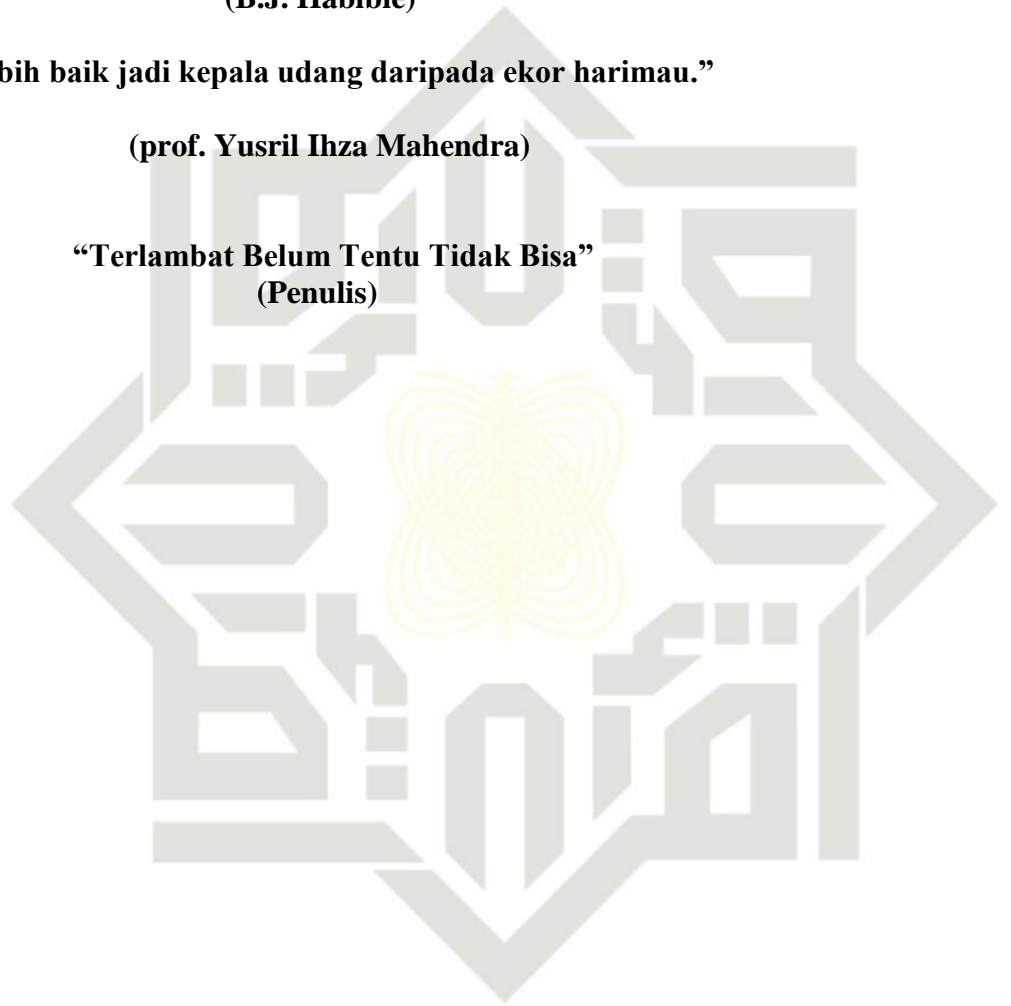 (B.J. Habibie)
bih baik jadi kepala udang daripada ekor harimau.”
(prof. Yusril Ihza Mahendra)
“Terlambat Belum Tentu Tidak Bisa”
(Penulis)